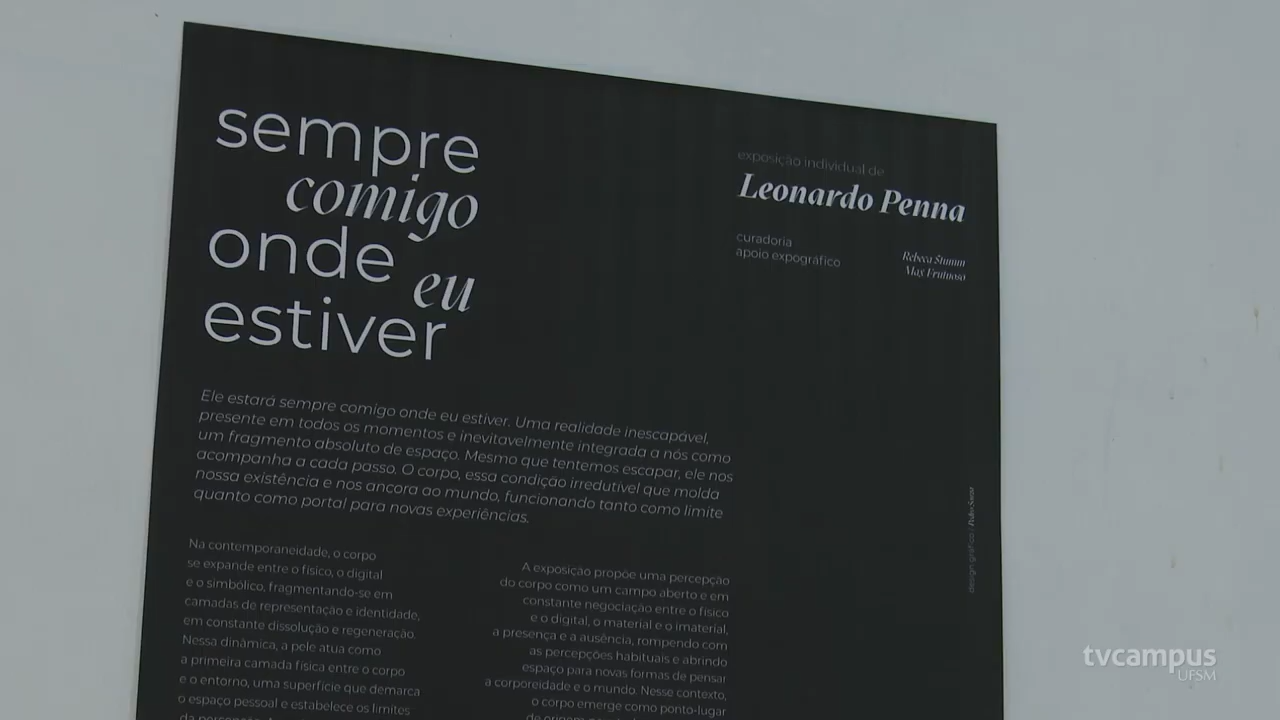 sempre
comigo
onde
eu
estiver
exposição individual de
Leonardo Penna
curadoria
apoio expográfico
Rebeca Stumm
Max Frutuoso
Ele estará sempre comigo onde eu estiver. Uma realidade inescapável,
presente em todos os momentos e inevitavelmente integrada a nós como
um fragmento absoluto de espaço. Mesmo que tentemos escapar, ele nos
acompanha a cada passo. O corpo, essa condição irredutível que molda
nossa existência e nos ancora ao mundo, funcionando tanto como limite
quanto como portal para novas experiências.
Na contemporaneidade, o corpo
se expande entre o físico, o digital
e o simbólico, fragmentando-se em
camadas de representação e identidade,
em constante dissolução e regeneração.
Nessa dinâmica, a pele atua como
a primeira camada física entre o corpo
e o entorno, uma superfície que demarca
o espaço pessoal e estabelece os limites
A exposição propõe uma percepção
do corpo como um campo aberto e em
constante negociação entre o físico
e o digital, o material e o imaterial,
a presença e a ausência, rompendo com
as percepções habituais e abrindo
espaço para novas formas de pensar
a corporeidade e o mundo. Nesse contexto,
o corpo emerge como ponto-lugar
design gráfico /
tvcampus
UFSM